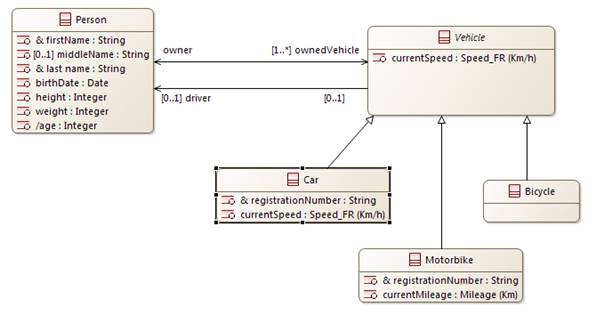 Person
& firstName : String
[0..1] middleName : String
& last name : String
birthDate : Date
height : Integer
weight : Integer
/age : Integer
owner
[1..*] ownedVehicle
[0..1] driver
[0..1]
Vehicle
currentSpeed : Speed_FR (Km/h)
Car
& registrationNumber : String
currentSpeed : Speed_FR (Km/h)
Bicycle
Motorbike
& registrationNumber : String
currentMileage : Mileage (Km)